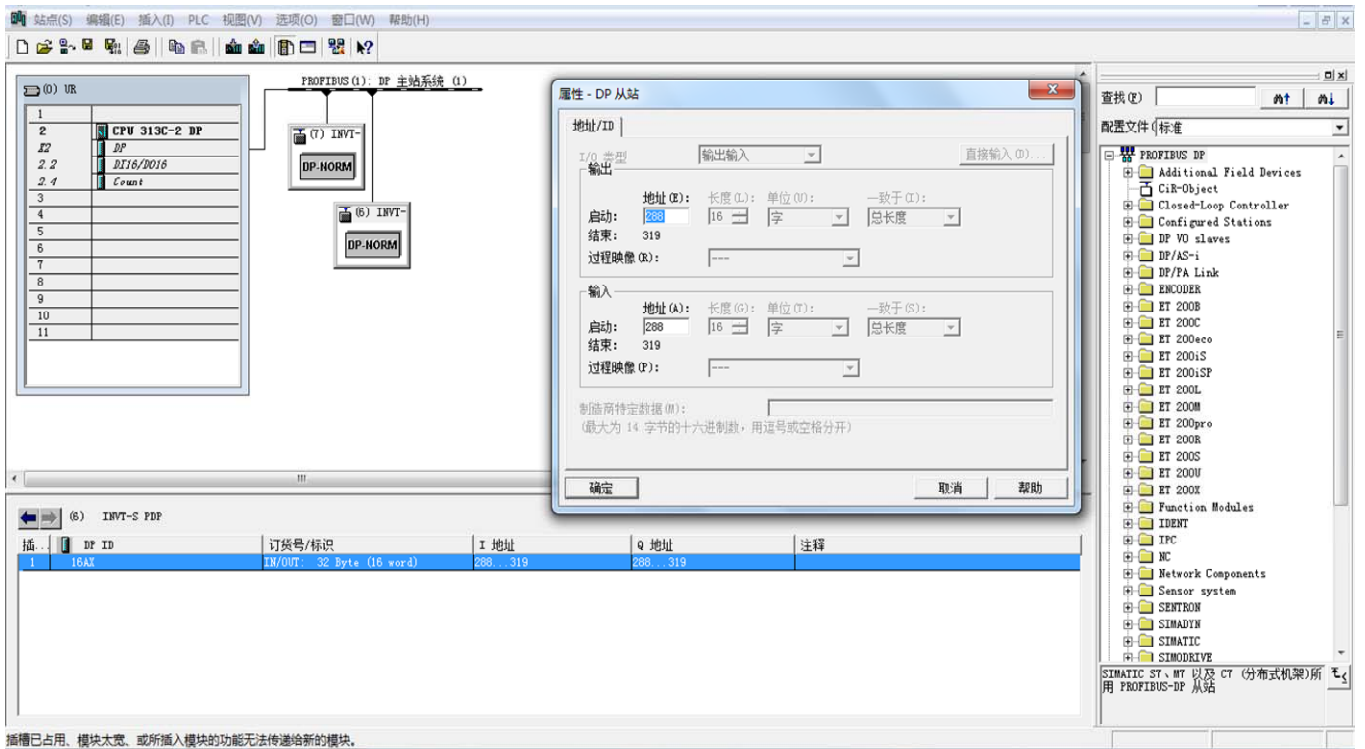 站点(S) 编辑(E) 插入(I) PLC 视图(V) 选项(O) 窗口(W) 帮助(H)
(0) UR
1
2 CPU 313C-2 DP
X2 DP
2.2 DI16/DO16
2.4 Count
3
4
5
6
7
8
9
10
11
PROFIBUS(1): DP 主站系统 (1)
(7) INVT-
DP-NORM
(6) INVT-
DP-NORM
属性 - DP 从站
地址/ID
I/O 类型 输出输入 直接输入(D)...
输出
地址(E): 长度(L): 单位(U): 一致于(I):
启动: 288 16 字 总长度
结束: 319
过程映像(R): ---
输入
地址(A): 长度(G): 单位(T): 一致于(S):
启动: 288 16 字 总长度
结束: 319
过程映像(P): ---
制造商特定数据(M):
(最大为 14 字节的十六进制数，用逗号或空格分开)
确定 取消 帮助
(6) INVT-S PDP
插... DP ID 订货号/标识 I 地址 Q 地址 注释
1 16AX IN/OUT: 32 Byte (16 word) 288...319 288...319
查找(F)
配置文件( 标准
PROFIBUS DP
Additional Field Devices
CiR-Object
Closed-Loop Controller
Configured Stations
DP V0 slaves
DP/AS-i
DP/PA Link
ENCODER
ET 200B
ET 200C
ET 200eco
ET 200iS
ET 200iSP
ET 200L
ET 200M
ET 200pro
ET 200R
ET 200S
ET 200U
ET 200X
Function Modules
IDENT
IPC
NC
Network Components
Sensor system
SENTRON
SIMADYN
SIMATIC
SIMODRIVE
SIMATIC S7、M7 以及 C7 (分布式机架)所
用 PROFIBUS-DP 从站
插槽已占用、模块太宽、或所插入模块的功能无法传递给新的模块。